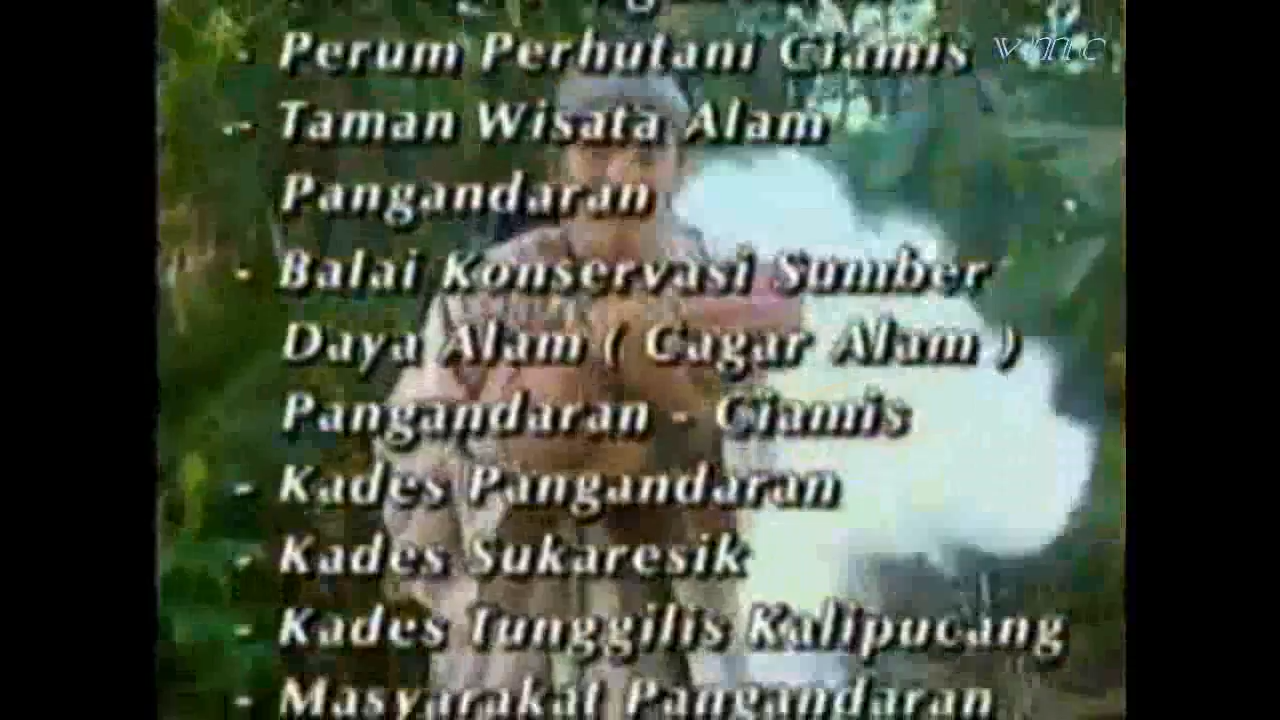 - Perum Perhutani Ciamis
- Taman Wisata Alam
Pangandaran
- Balai Konservasi Sumber
Daya Alam ( Cagar Alam )
Pangandaran - Ciamis
- Kades Pangandaran
- Kades Sukaresik
- Kades Tunggilis Kalipucang
- Masyarakat Pangandaran